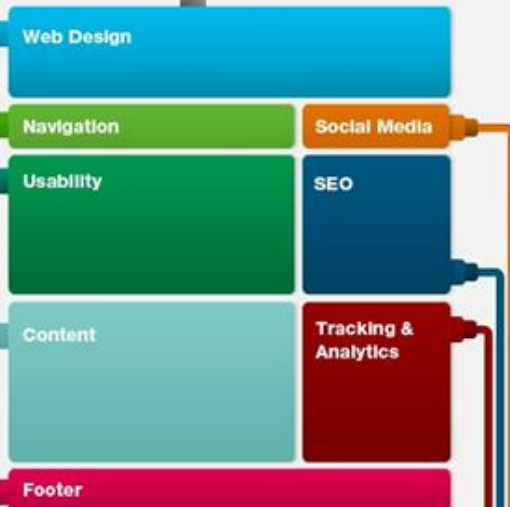 Web Design
Navigation
Social Media
Usability
SEO
Content
Tracking &
Analytics
Footer